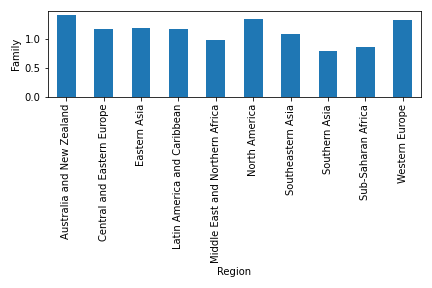 Family
1.0
0.5
0.0
Australia and New Zealand
Central and Eastern Europe
Eastern Asia
Latin America and Caribbean
Middle East and Northern Africa
North America
Southeastern Asia
Southern Asia
Sub-Saharan Africa
Western Europe
Region